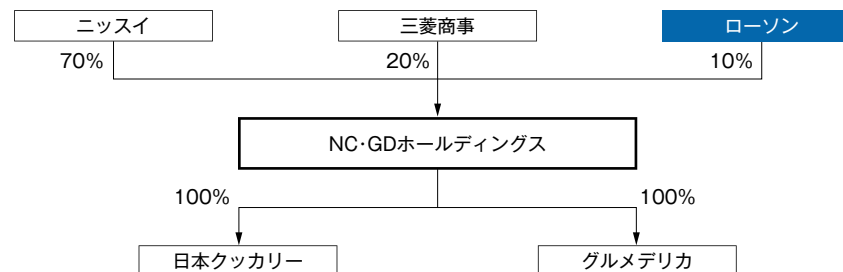 ニッスイ
三菱商事
ローソン
70%
20%
10%
NC・GDホールディングス
100%
100%
日本クッカリー
グルメデリカ